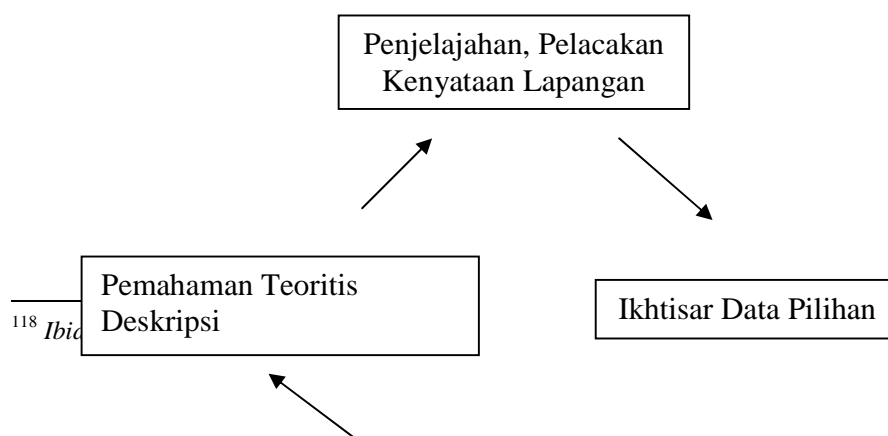 Penjelajahan, Pelacakan
Kenyataan Lapangan
Pemahaman Teoritis
Deskripsi
Ikhtisar Data Pilihan
118